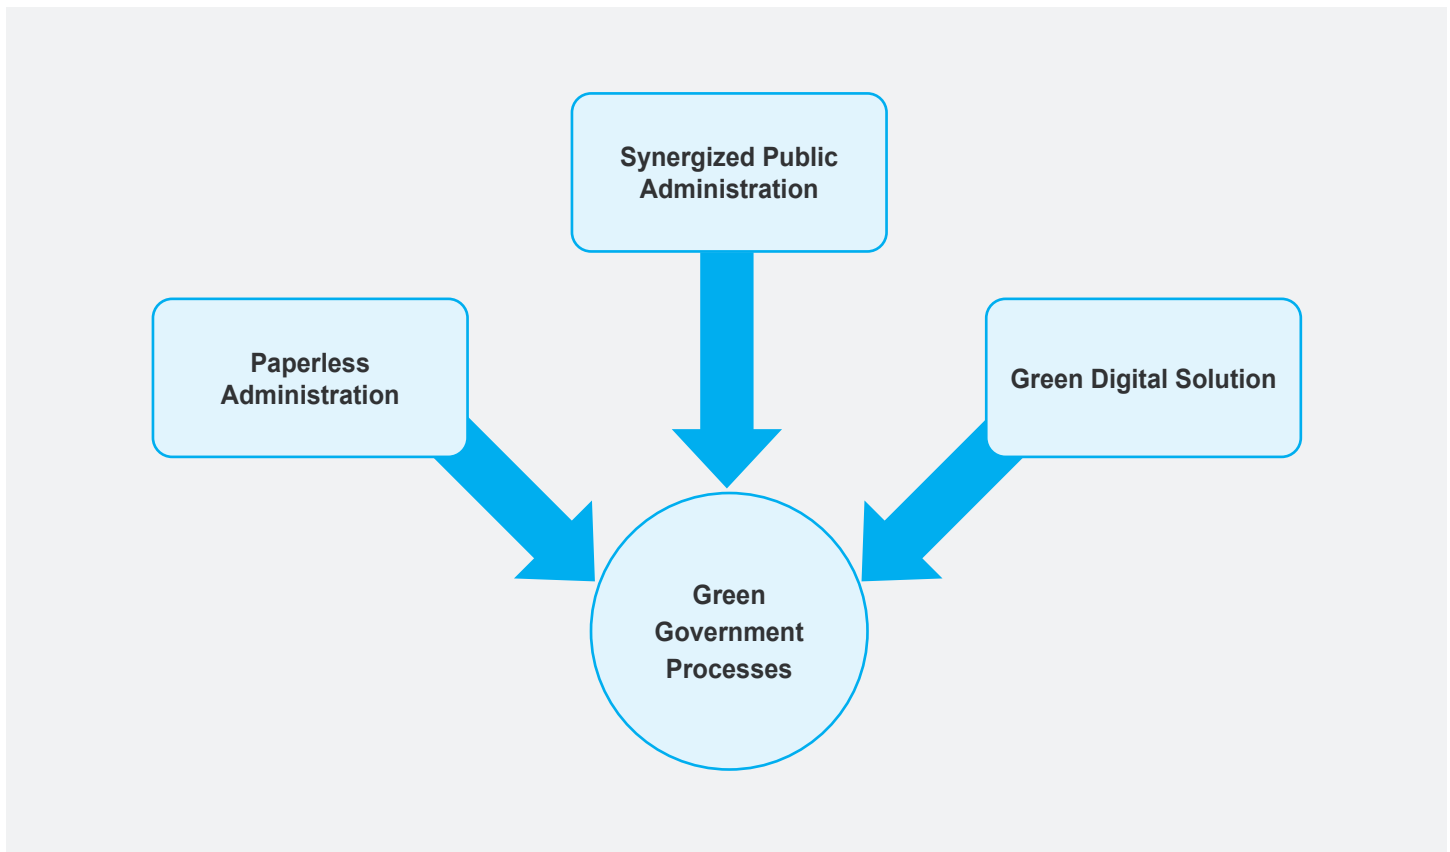 Synergized Public
Administration
Paperless
Administration
Green Digital Solution
Green
Government
Processes